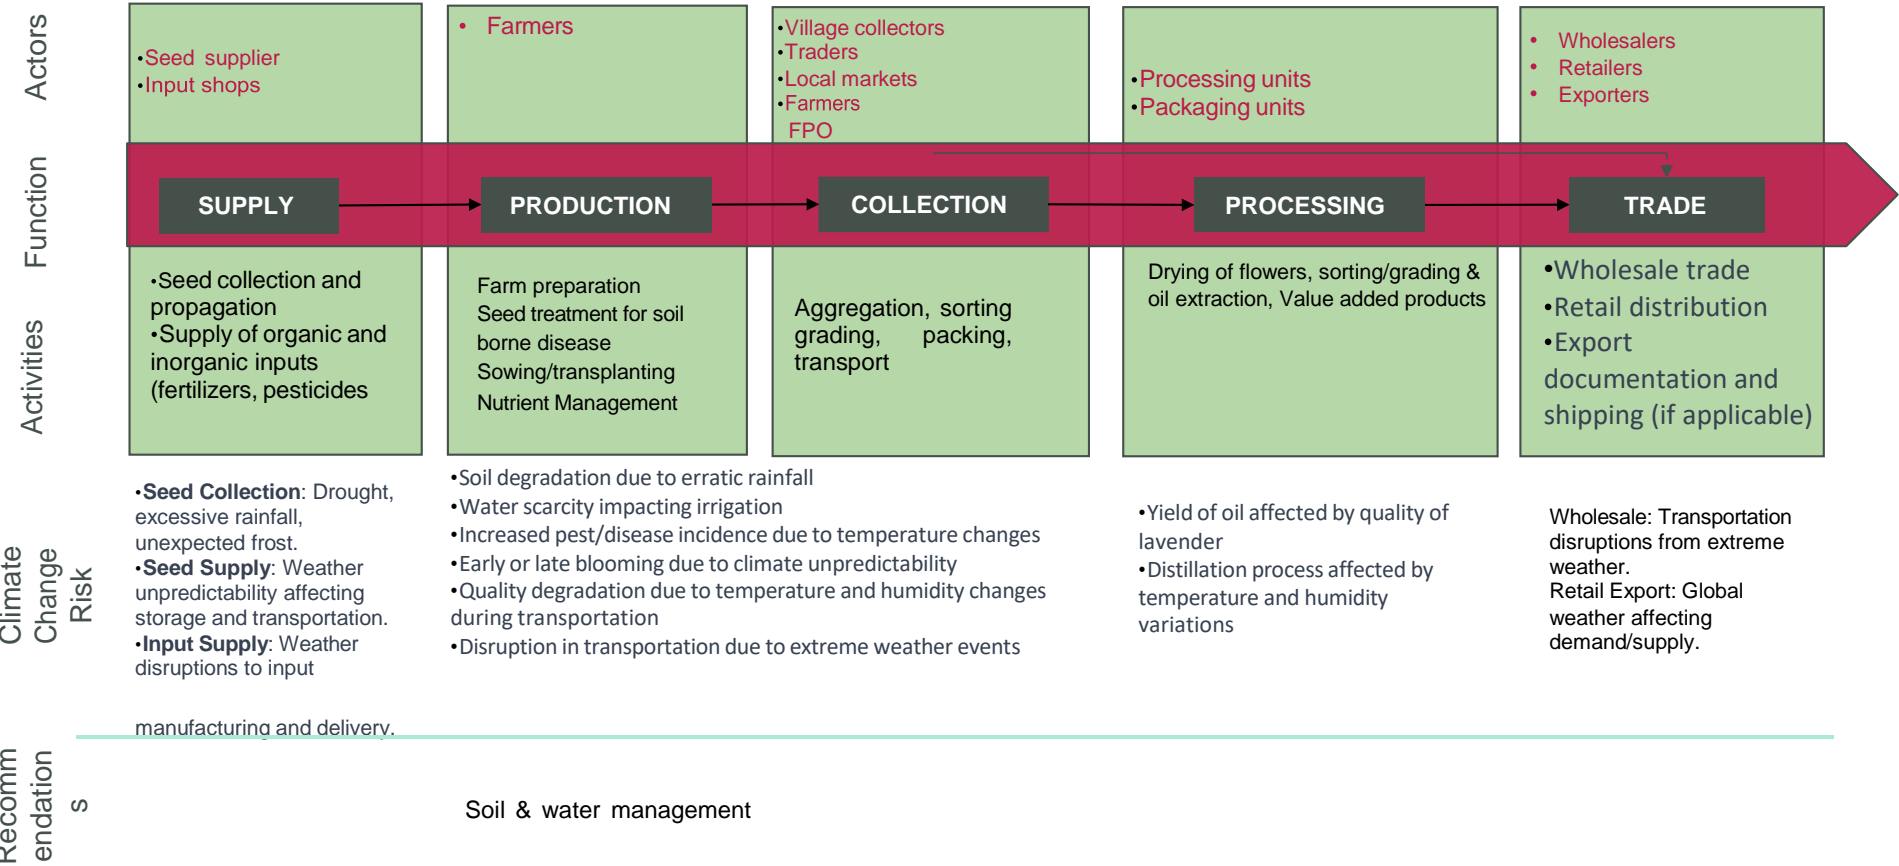 Actors
•Seed supplier
•Input shops
• Farmers
•Village collectors
•Traders
•Local markets
•Farmers
FPO
•Processing units
•Packaging units
• Wholesalers
• Retailers
• Exporters
Function
SUPPLY
PRODUCTION
COLLECTION
PROCESSING
TRADE
Activities
•Seed collection and
propagation
•Supply of organic and
inorganic inputs
(fertilizers, pesticides
Farm preparation
Seed treatment for soil
borne disease
Sowing/transplanting
Nutrient Management
Aggregation, sorting
grading, packing,
transport
Drying of flowers, sorting/grading &
oil extraction, Value added products
•Wholesale trade
•Retail distribution
•Export
documentation and
shipping (if applicable)
Climate
Change
Risk
•Seed Collection: Drought,
excessive rainfall,
unexpected frost.
•Seed Supply: Weather
unpredictability affecting
storage and transportation.
•Input Supply: Weather
disruptions to input
manufacturing and delivery.
•Soil degradation due to erratic rainfall
•Water scarcity impacting irrigation
•Increased pest/disease incidence due to temperature changes
•Early or late blooming due to climate unpredictability
•Quality degradation due to temperature and humidity changes
during transportation
•Disruption in transportation due to extreme weather events
•Yield of oil affected by quality of
lavender
•Distillation process affected by
temperature and humidity
variations
Wholesale: Transportation
disruptions from extreme
weather.
Retail Export: Global
weather affecting
demand/supply.
Recomm
endation
s
Soil & water management